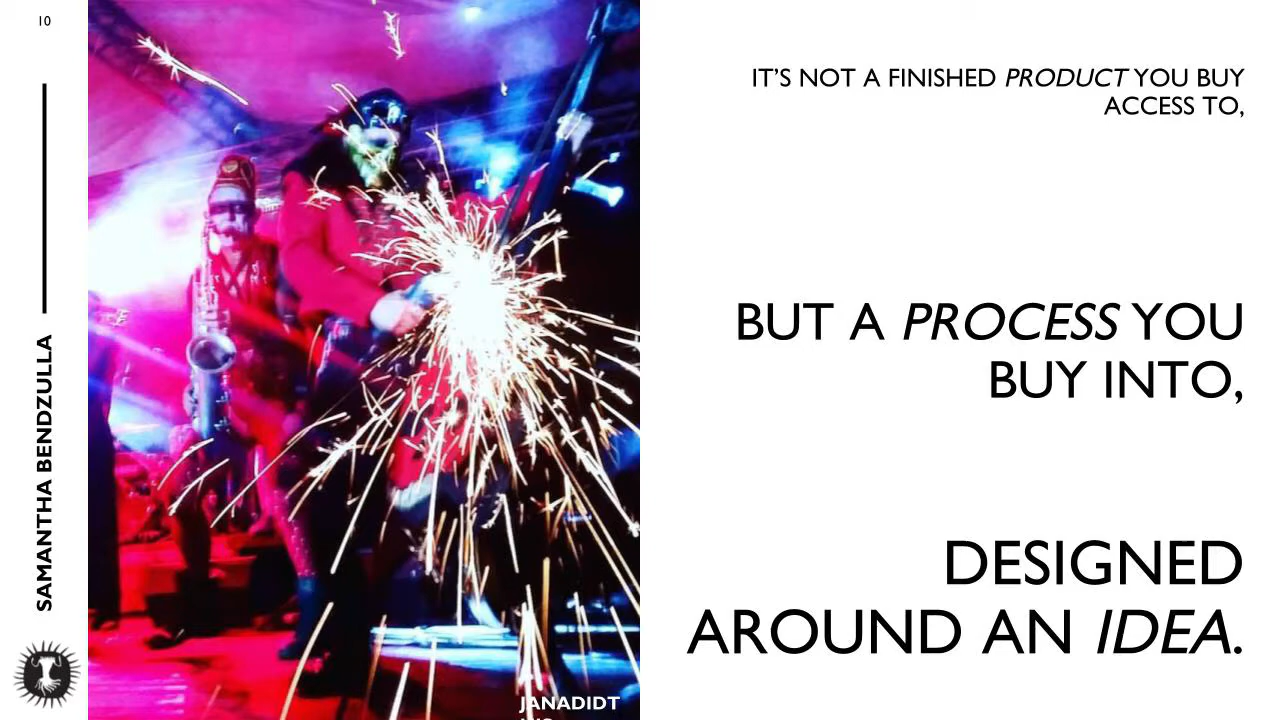 10
SAMANTHA BENDZULLA
IT’S NOT A FINISHED PRODUCT YOU BUY
ACCESS TO,
BUT A PROCESS YOU
BUY INTO,
DESIGNED
AROUND AN IDEA.
JANADIDT